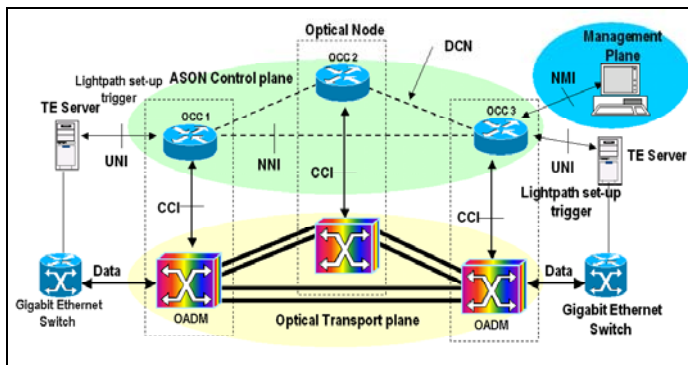 Optical Node
DCN
Management
Plane
OCC 2
Lightpath set-up
trigger
ASON Control plane
NMI
TE Server
OCC 1
OCC 3
UNI
NNI
CCI
UNI
TE Server
Lightpath set-up
trigger
CCI
CCI
Data
Data
Gigabit Ethernet
Switch
OADM
Optical Transport plane
OADM
Gigabit Ethernet
Switch